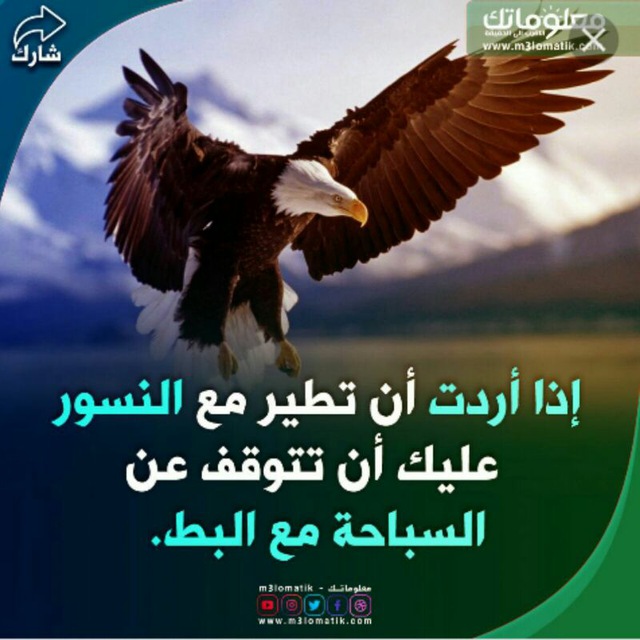 شارك
معلوماتك
www.m3lomatik.com
إذا أردت أن تطير مع النسور
عليك أن تتوقف عن
السباحة مع البط.
m3lomatik - معلوماتك
www.m3lomatik.com